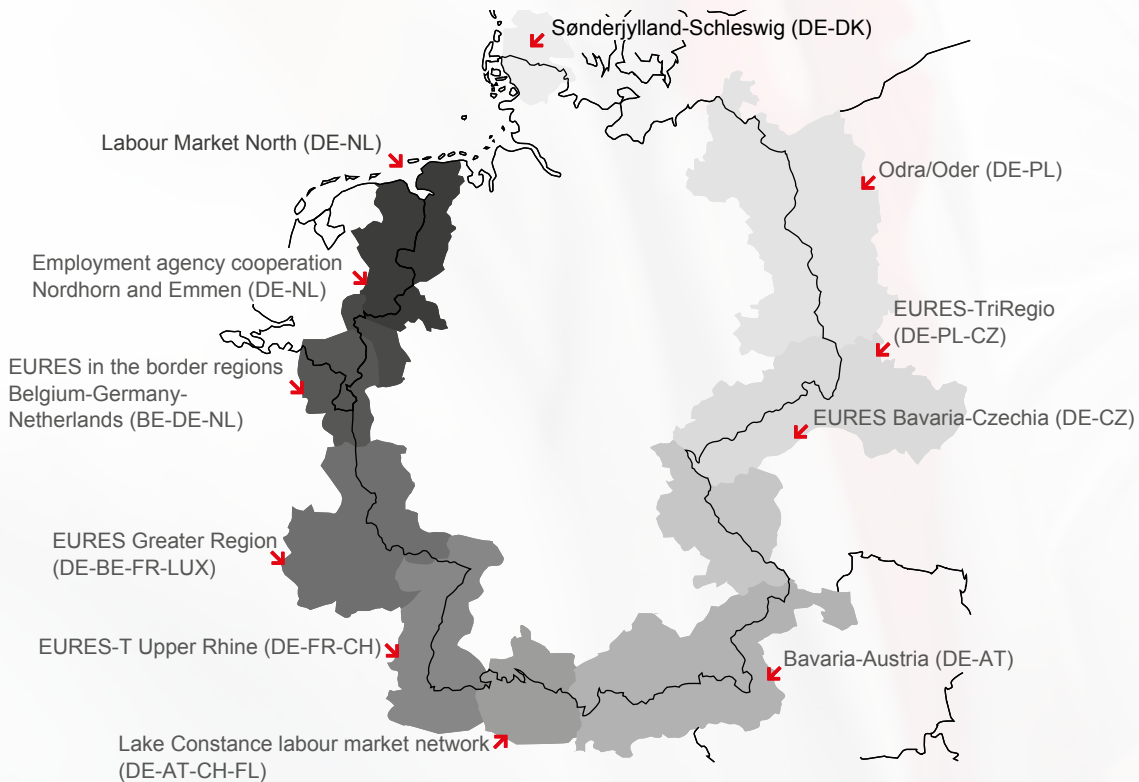 Sønderjylland-Schleswig (DE-DK)
Labour Market North (DE-NL)
Odra/Oder (DE-PL)
Employment agency cooperation
Nordhorn and Emmen (DE-NL)
EURES-TriRegio
(DE-PL-CZ)
EURES in the border regions
Belgium-Germany-
Netherlands (BE-DE-NL)
EURES Bavaria-Czechia (DE-CZ)
EURES Greater Region
(DE-BE-FR-LUX)
EURES-T Upper Rhine (DE-FR-CH)
Bavaria-Austria (DE-AT)
Lake Constance labour market network
(DE-AT-CH-FL)